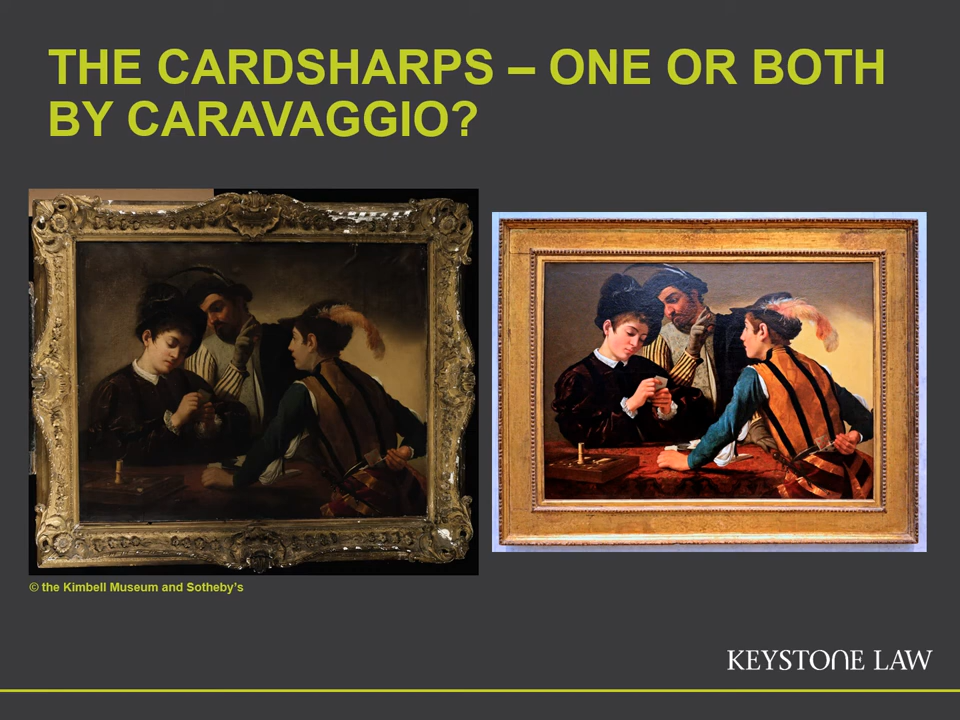 THE CARDSHARPS – ONE OR BOTH
BY CARAVAGGIO?
© the Kimbell Museum and Sotheby's
KEYSTONE LAW